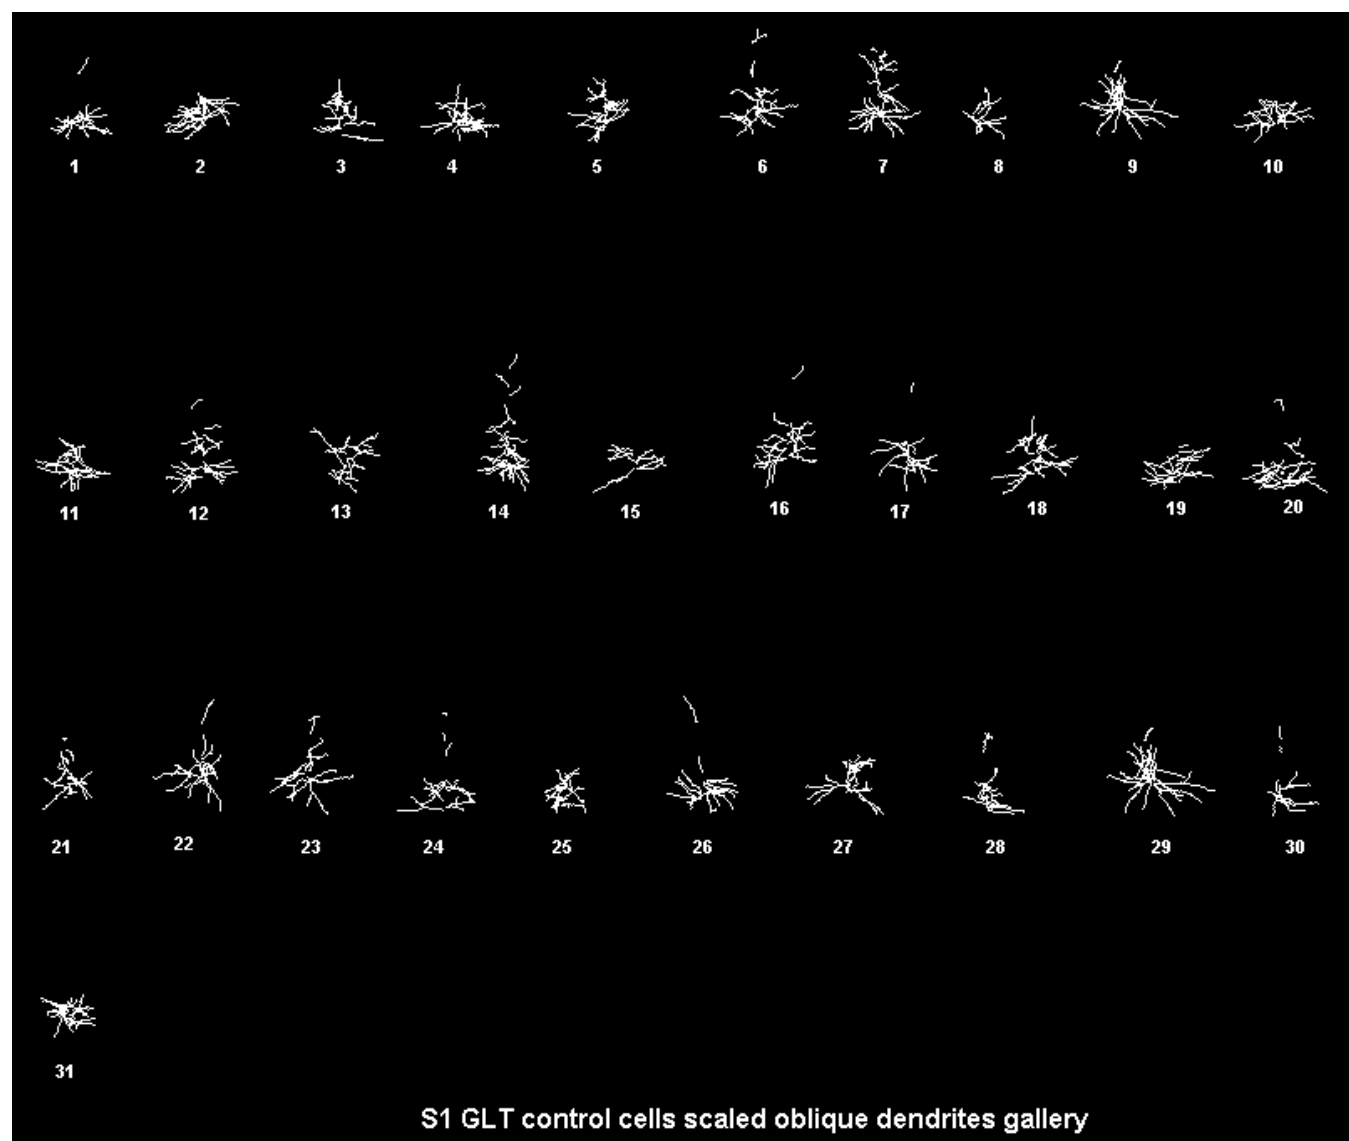 1 2 3 4 5 6 7 8 9 10
11 12 13 14 15 16 17 18 19 20
21 22 23 24 25 26 27 28 29 30
31
S1 GLT control cells scaled oblique dendrites gallery